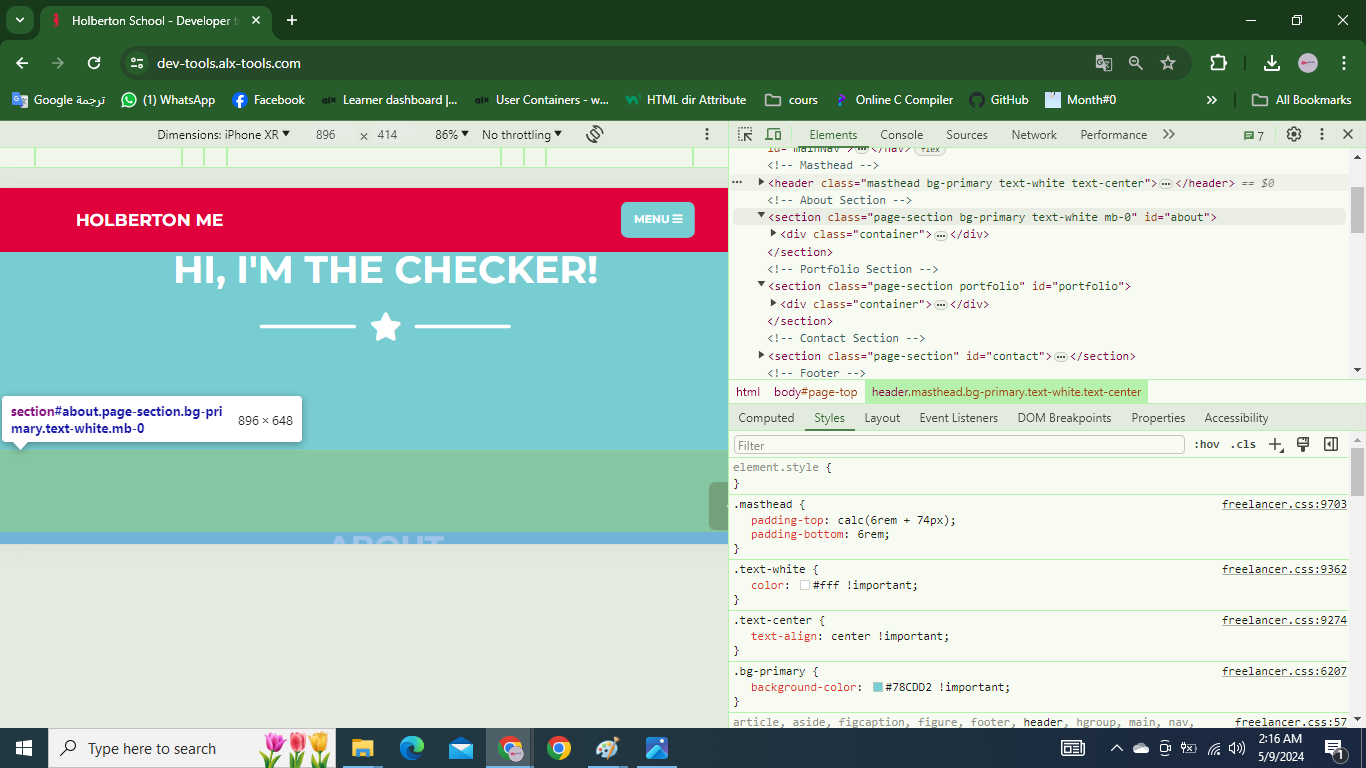 Holberton School - Developer t
dev-tools.alx-tools.com
ترجمة Google
(1) WhatsApp
Facebook
Learner dashboard |...
User Containers - w...
HTML dir Attribute
cours
Online C Compiler
GitHub
Month#0
All Bookmarks
Dimensions: iPhone XR
896 × 414
86%
No throttling
HOLBERTON ME
MENU
HI, I'M THE CHECKER!
section#about.page-section.bg-pri
mary.text-white.mb-0
896 × 648
ABOUT
Elements Console Sources Network Performance
7
id="mainNav">…</nav> flex
<!-- Masthead -->
<header class="masthead bg-primary text-white text-center">…</header> == $0
<!-- About Section -->
<section class="page-section bg-primary text-white mb-0" id="about">
<div class="container">…</div>
</section>
<!-- Portfolio Section -->
<section class="page-section portfolio" id="portfolio">
<div class="container">…</div>
</section>
<!-- Contact Section -->
<section class="page-section" id="contact">…</section>
<!-- Footer -->
html body#page-top header.masthead.bg-primary.text-white.text-center
Computed Styles Layout Event Listeners DOM Breakpoints Properties Accessibility
Filter
:hov .cls
element.style {
}
.masthead { freelancer.css:9703
padding-top: calc(6rem + 74px);
padding-bottom: 6rem;
}
.text-white { freelancer.css:9362
color: #fff !important;
}
.text-center { freelancer.css:9274
text-align: center !important;
}
.bg-primary { freelancer.css:6207
background-color: #78CDD2 !important;
}
article, aside, figcaption, figure, footer, header, hgroup, main, nav, freelancer.css:57
Type here to search
2:16 AM
5/9/2024
1